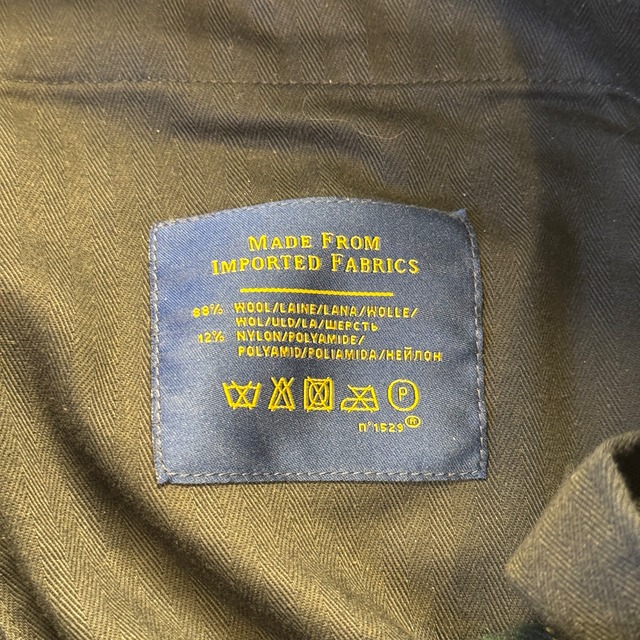 MADE FROM
IMPORTED FABRICS
88% WOOL/LAINE/LANA/WOLLE/
WOL/ULD/LA/ШЕРСТЬ
12% NYLON/POLYAMIDE/
POLYAMID/POLIAMIDA/НЕЙЛОН
P
n°1529 ®